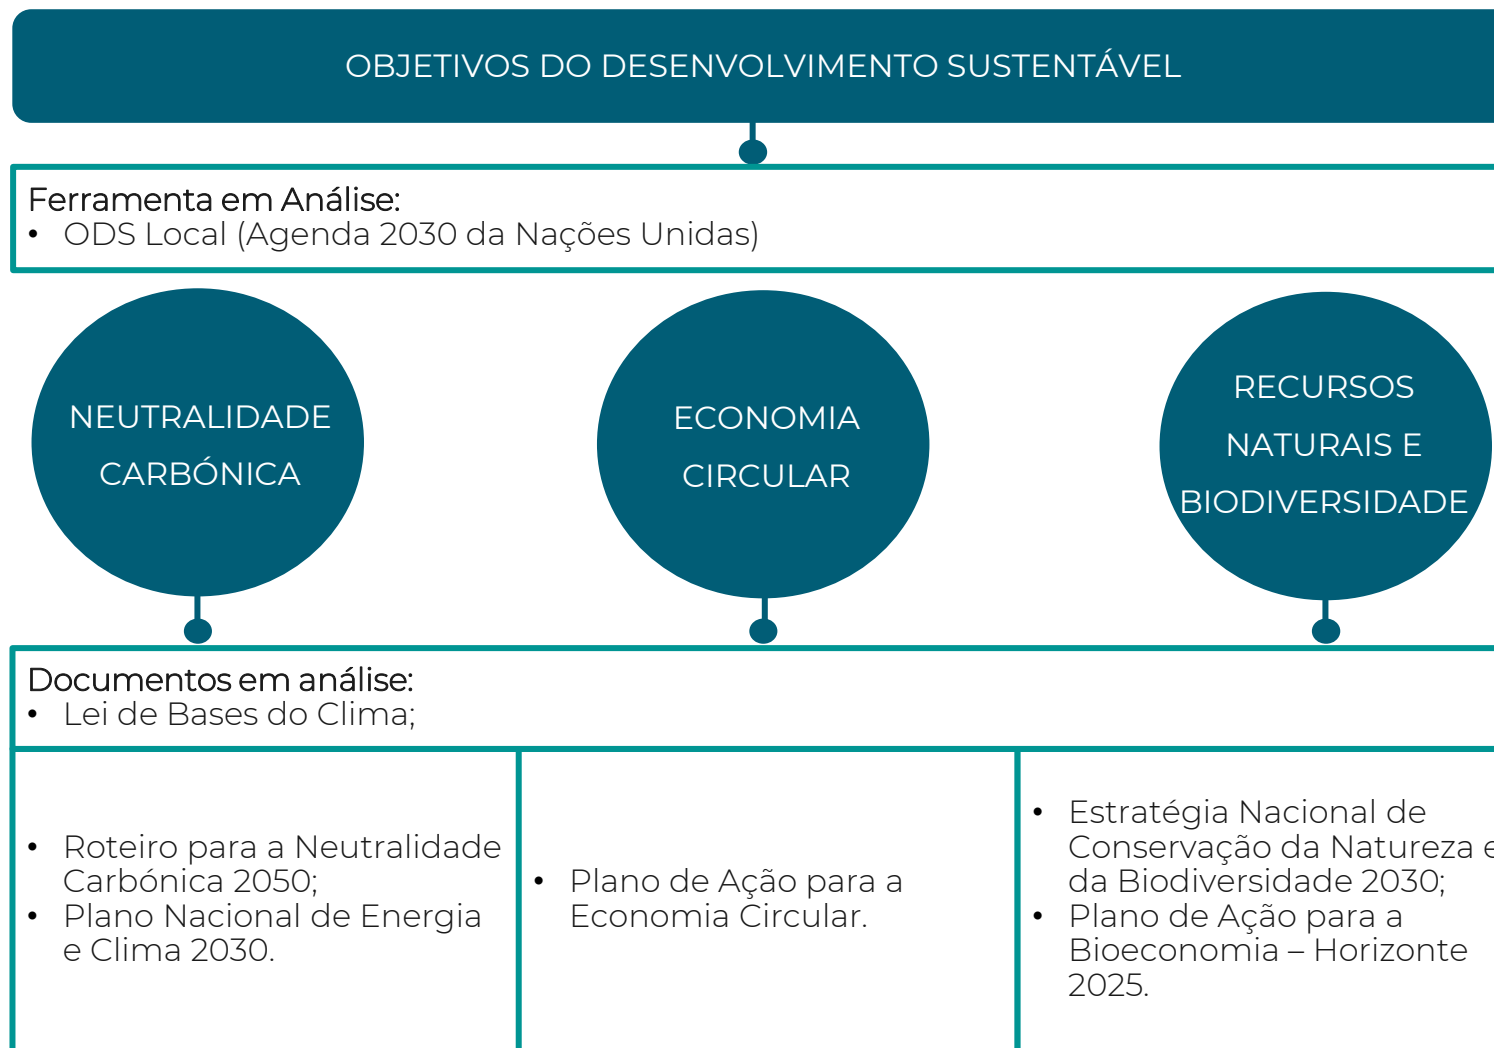 OBJETIVOS DO DESENVOLVIMENTO SUSTENTÁVEL
Ferramenta em Análise:
• ODS Local (Agenda 2030 da Nações Unidas)
NEUTRALIDADE
CARBÓNICA
ECONOMIA
CIRCULAR
RECURSOS
NATURAIS E
BIODIVERSIDADE
Documentos em análise:
• Lei de Bases do Clima;
• Roteiro para a Neutralidade
Carbónica 2050;
• Plano Nacional de Energia
e Clima 2030.
• Plano de Ação para a
Economia Circular.
• Estratégia Nacional de
Conservação da Natureza e
da Biodiversidade 2030;
• Plano de Ação para a
Bioeconomia – Horizonte
2025.